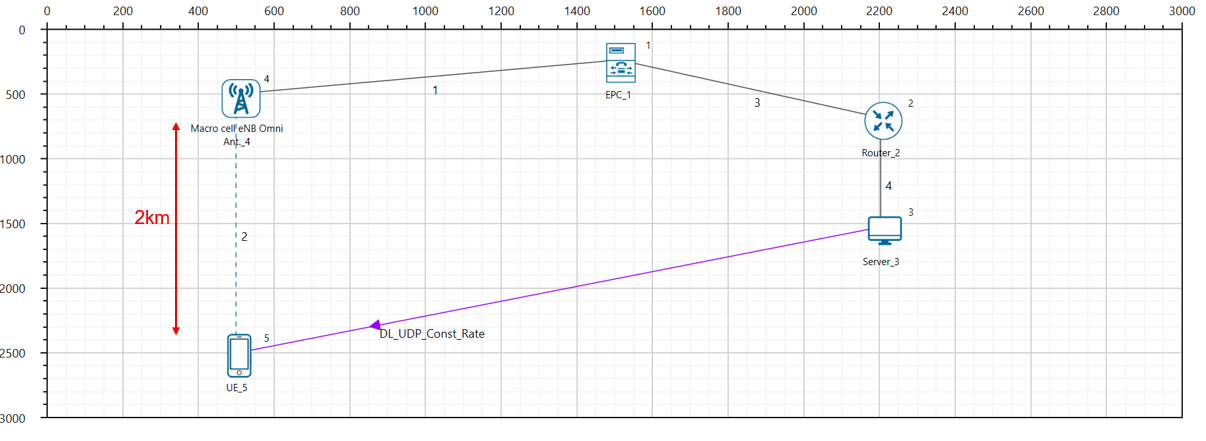 0 200 400 600 800 1000 1200 1400 1600 1800 2000 2200 2400 2600 2800 3000
0
1
4
EPC_1
500
1
3
2
Macro cell eNB Omni
Ant._4
Router_2
1000
4
2km
1500
3
2
Server_3
2000
DL_UDP_Const_Rate
5
2500
UE_5
3000